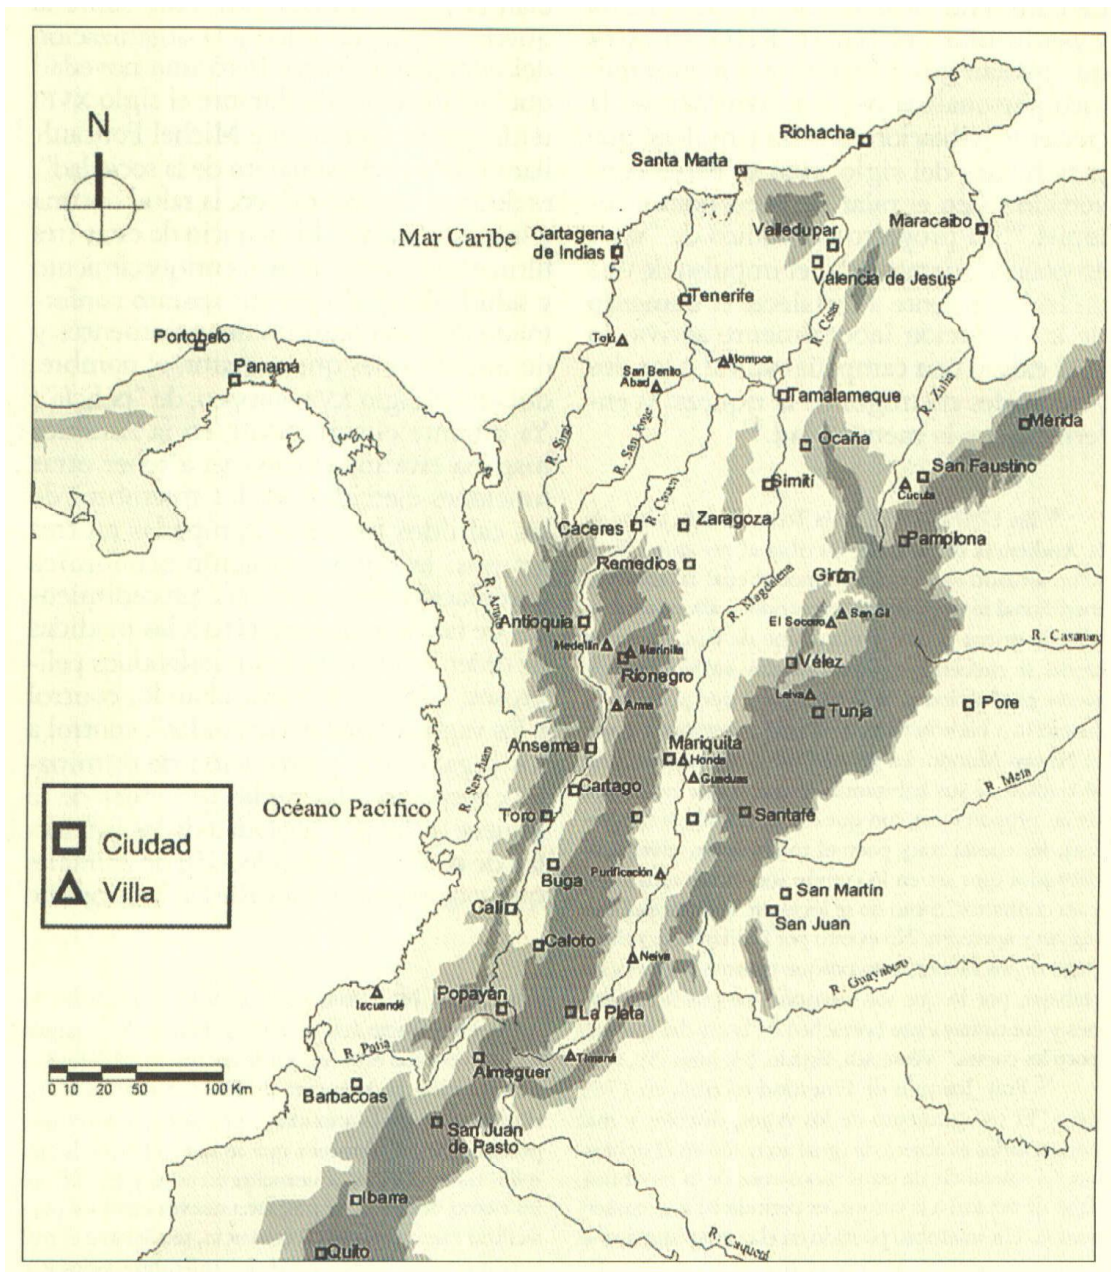 N
Riohacha
Santa Marta
Mar Caribe
Cartagena
de Indias
Valledupar
Maracaibo
Valencia de Jesús
Tenerife
R. Cesar
Portobelo
Panamá
Tolú
Mompox
San Benito
Abad
Tamalameque
R. Zulia
Mérida
R. Sinú
R. San Jorge
Ocaña
San Faustino
Cúcuta
Simití
R. Cauca
Cáceres
Zaragoza
Pamplona
Remedios
Girón
R. Magdalena
R. Atrato
Antioquia
San Gil
El Socorro
R. Casanare
Medellín
Marinilla
Rionegro
Vélez
Leiva
Tunja
Pore
Arma
Anserma
Mariquita
Honda
Guaduas
R. San Juan
R. Meta
Océano Pacífico
Cartago
Toro
Santafé
Ciudad
Villa
Buga
Purificación
San Martín
San Juan
Cali
Caloto
Neiva
R. Guayabero
Iscuandé
Popayán
La Plata
R. Patía
Timaná
Almaguer
0 10 20 50 100 Km
Barbacoas
San Juan
de Pasto
Ibarra
Quito